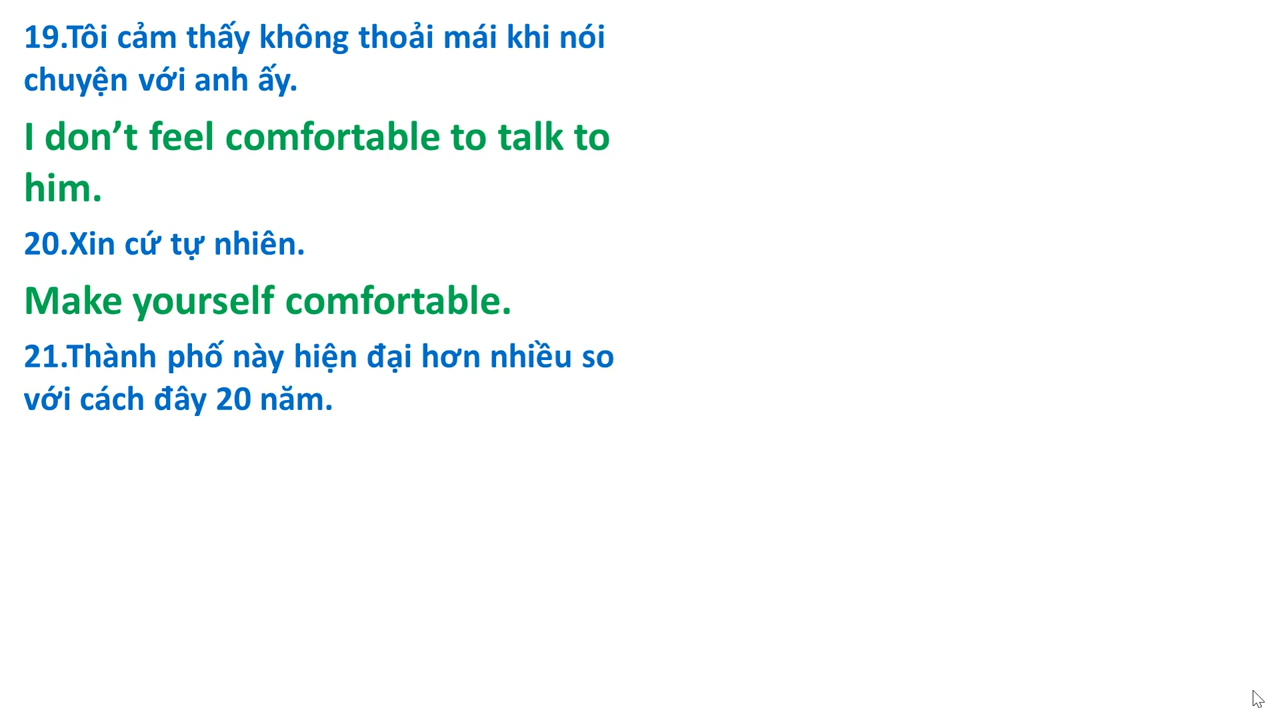 19.Tôi cảm thấy không thoải mái khi nói
chuyện với anh ấy.
I don’t feel comfortable to talk to
him.
20.Xin cứ tự nhiên.
Make yourself comfortable.
21.Thành phố này hiện đại hơn nhiều so
với cách đây 20 năm.